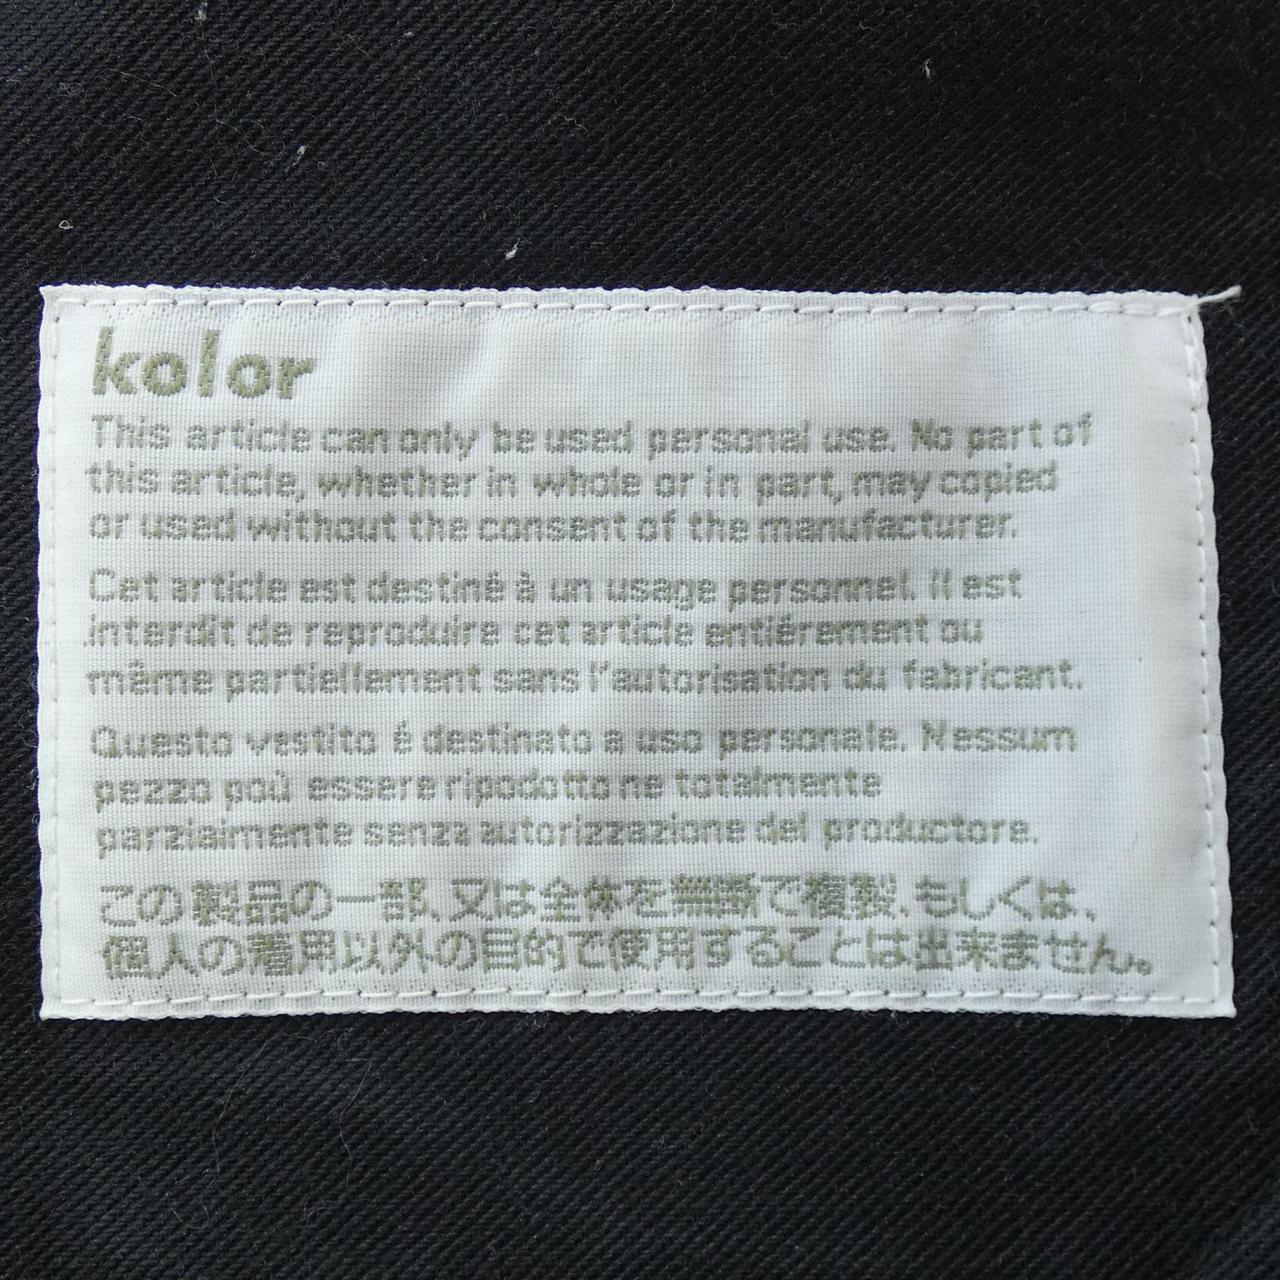 kolor
This article can only be used personal use. No part of
this article, whether in whole or in part, may copied
or used without the consent of the manufacturer.
Cet article est destiné à un usage personnel. il est
interdit de reproduire cet article entiérement ou
même partiellement sans l'autorisation du fabricant.
Questo vestito é destinato a uso personale. Nessum
pezzo poù essere ripodotto ne totalmente
parzialmente senza autorizzazione del productore.
この製品の一部、又は全体を無断で複製、もしくは、
個人の着用以外の目的で使用することは出来ません。